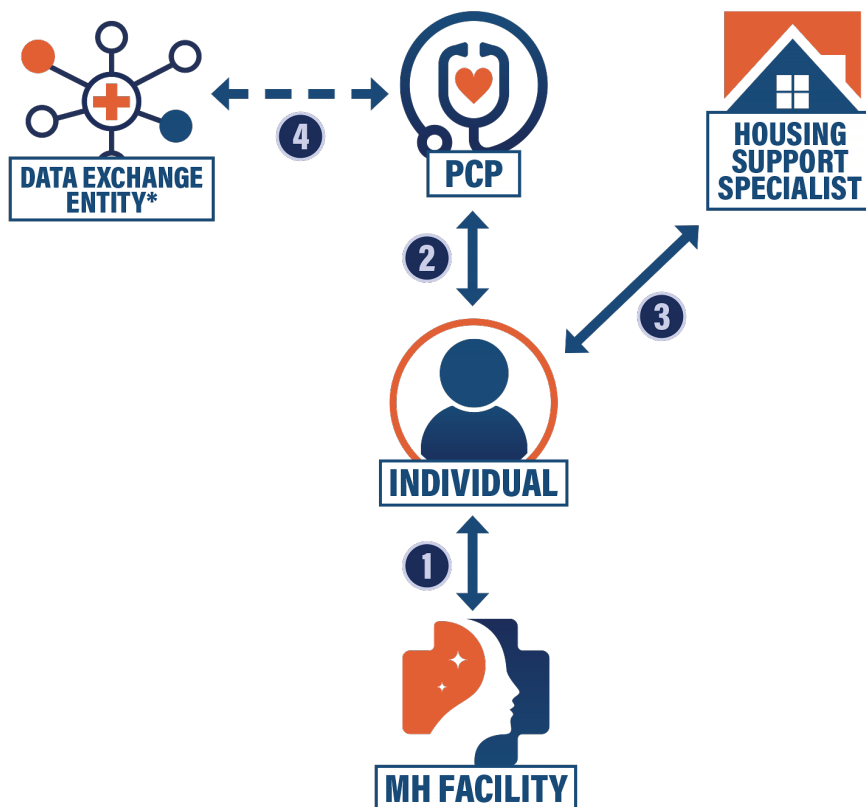 4
DATA EXCHANGE
ENTITY*
PCP
HOUSING
SUPPORT
SPECIALIST
2
3
INDIVIDUAL
1
MH FACILITY